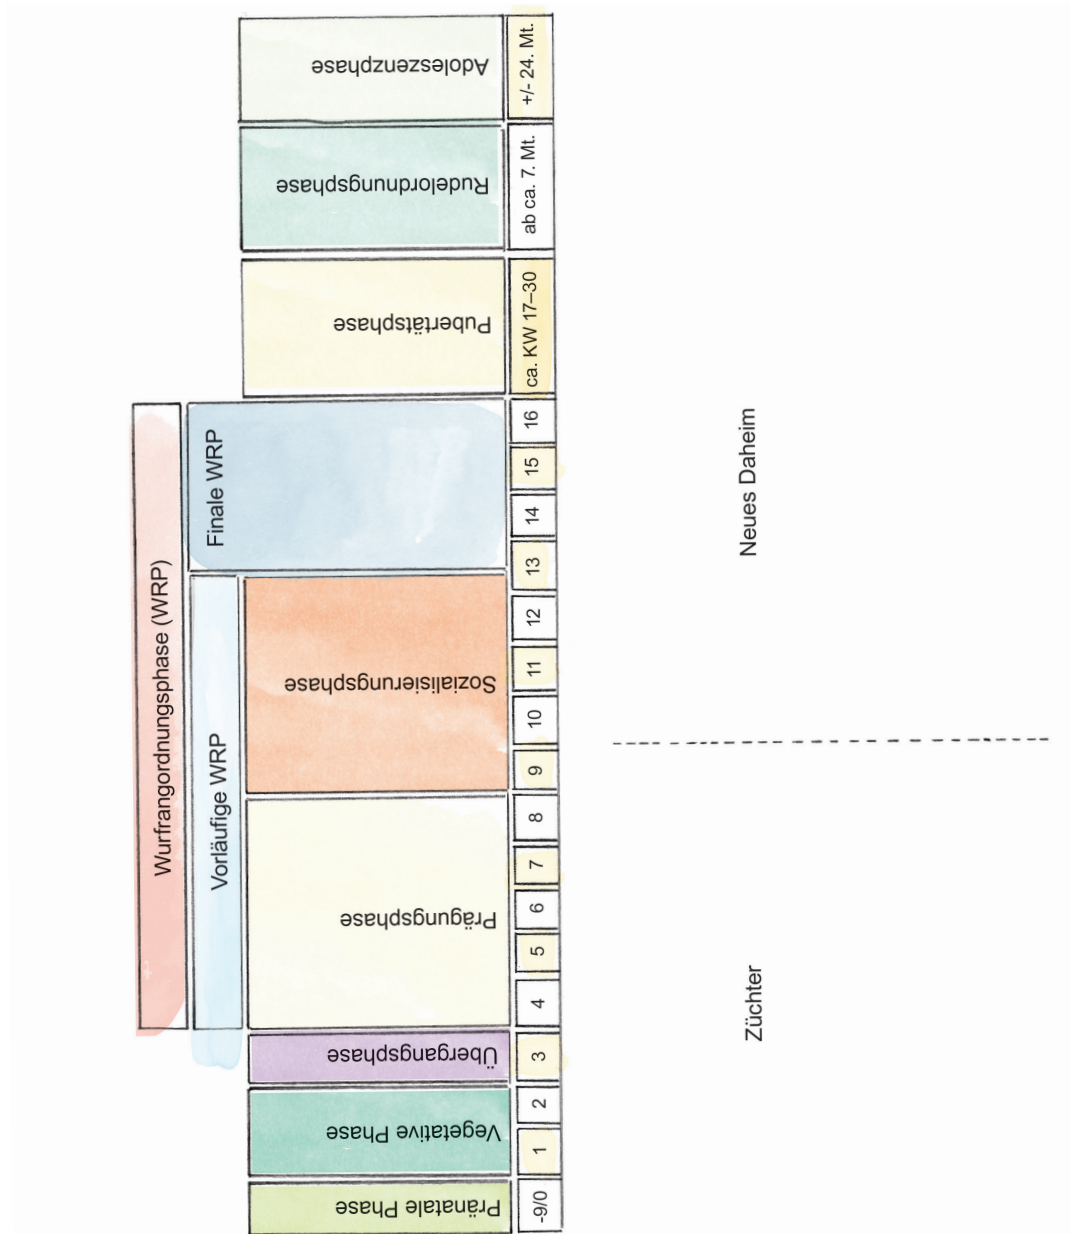 Wurfrangordnungsphase (WRP)
Vorläufige WRP
Finale WRP
Pränatale Phase
Vegetative Phase
Übergangsphase
Prägungsphase
Sozialisierungsphase
Pubertätsphase
Rudelordnungsphase
Adoleszenzphase
-9/0
1
2
3
4
5
6
7
8
9
10
11
12
13
14
15
16
ca. KW 17–30
ab ca. 7. Mt.
+/- 24. Mt.
Züchter
Neues Daheim